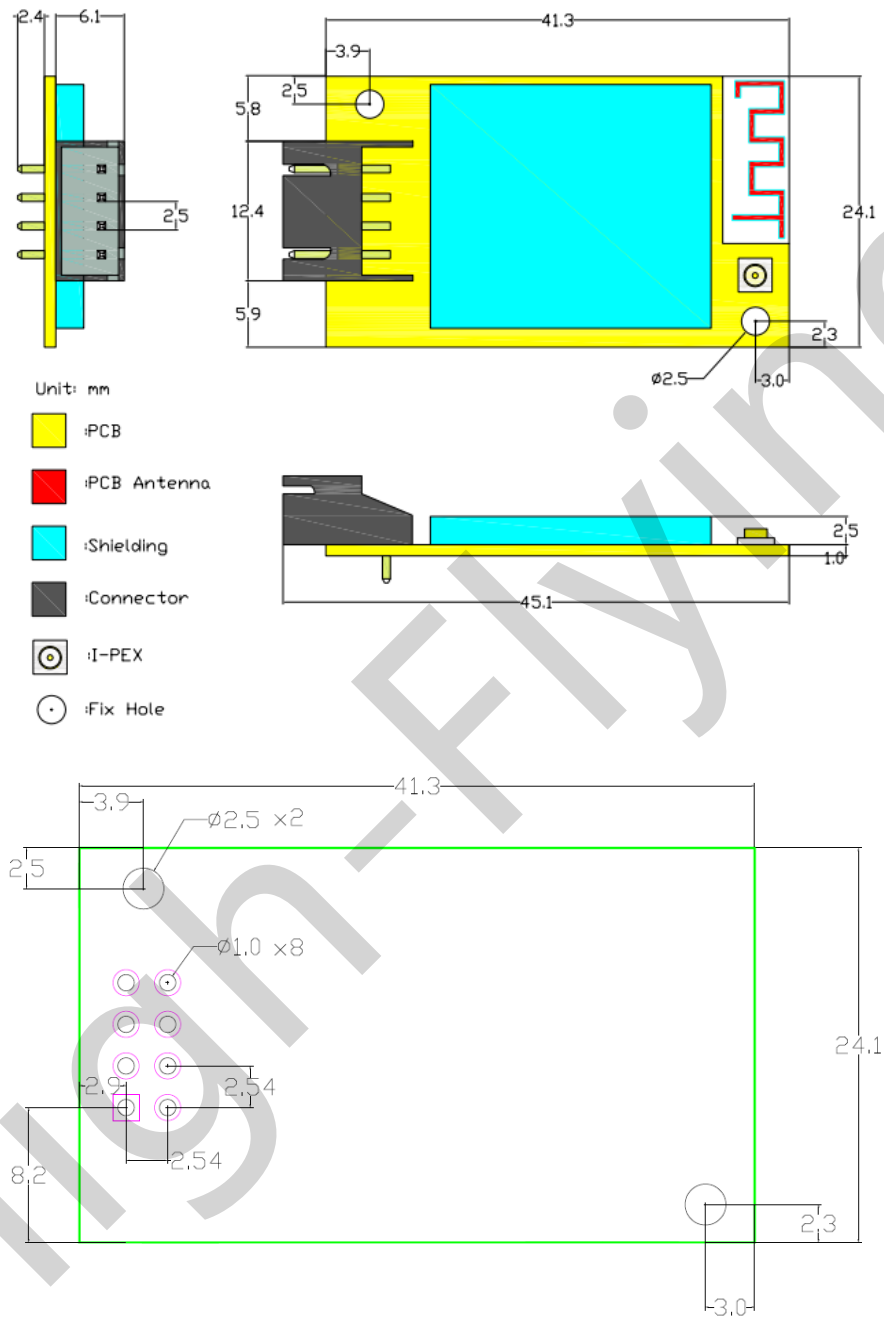 2.4
6.1
41.3
3.9
2.5
5.8
12.4
2.5
24.1
5.9
2.3
Ø2.5
3.0
Unit: mm
:PCB
:PCB Antenna
:Shielding
:Connector
:I-PEX
:Fix Hole
2.5
1.0
45.1
41.3
3.9
Ø2.5 ×2
2.5
Ø1.0 ×8
24.1
2.9
2.54
2.54
8.2
2.3
3.0
igh-Flying